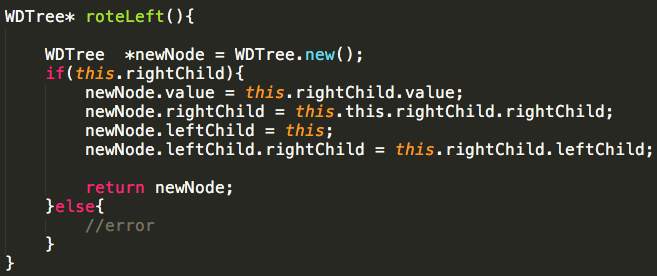 WDTree* roteLeft(){
WDTree  *newNode = WDTree.new();
if(this.rightChild){
newNode.value = this.rightChild.value;
newNode.rightChild = this.this.rightChild.rightChild;
newNode.leftChild = this;
newNode.leftChild.rightChild = this.rightChild.leftChild;
return newNode;
}else{
//error
}
}